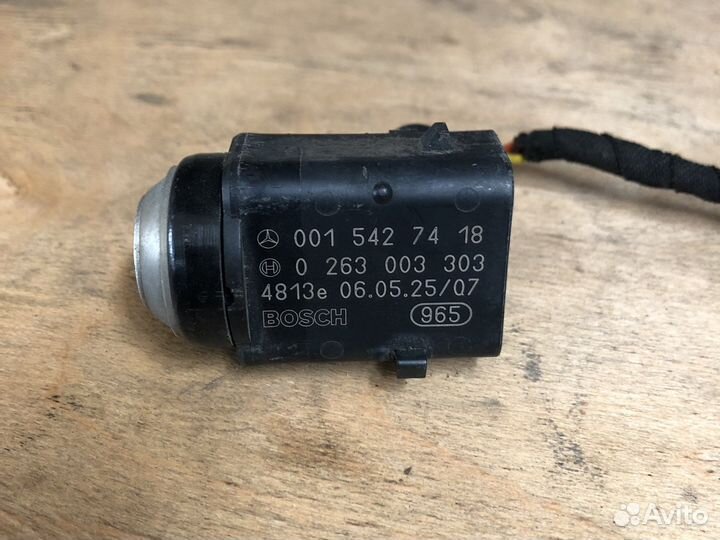 001 542 74 18
0 263 003 303
4813e 06.05.25/07
BOSCH 965
Avito